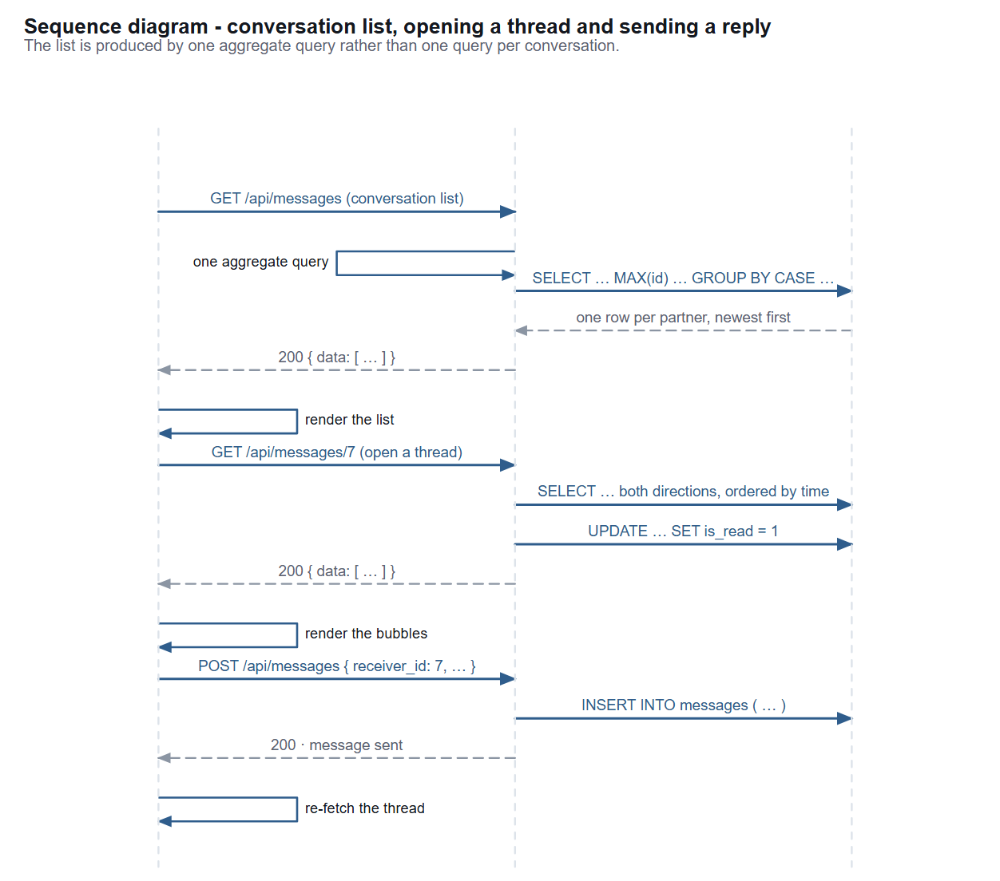 Sequence diagram - conversation list, opening a thread and sending a reply
The list is produced by one aggregate query rather than one query per conversation.
GET /api/messages (conversation list)
one aggregate query
SELECT … MAX(id) … GROUP BY CASE …
one row per partner, newest first
200 { data: [ … ] }
render the list
GET /api/messages/7 (open a thread)
SELECT … both directions, ordered by time
UPDATE … SET is_read = 1
200 { data: [ … ] }
render the bubbles
POST /api/messages { receiver_id: 7, … }
INSERT INTO messages ( … )
200 · message sent
re-fetch the thread